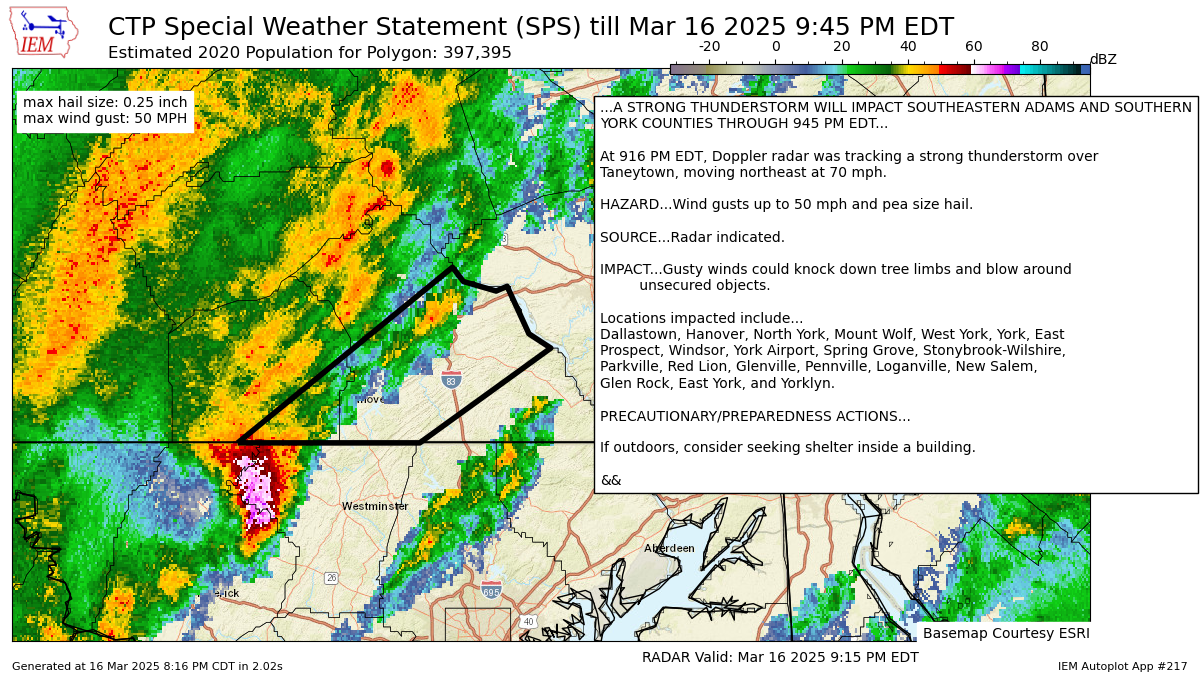 IEM
CTP Special Weather Statement (SPS) till Mar 16 2025 9:45 PM EDT
Estimated 2020 Population for Polygon: 397,395
-20 0 20 40 60 80
dBZ
max hail size: 0.25 inch
max wind gust: 50 MPH
...A STRONG THUNDERSTORM WILL IMPACT SOUTHEASTERN ADAMS AND SOUTHERN
YORK COUNTIES THROUGH 945 PM EDT...
At 916 PM EDT, Doppler radar was tracking a strong thunderstorm over
Taneytown, moving northeast at 70 mph.
HAZARD...Wind gusts up to 50 mph and pea size hail.
SOURCE...Radar indicated.
IMPACT...Gusty winds could knock down tree limbs and blow around
unsecured objects.
Locations impacted include...
Dallastown, Hanover, North York, Mount Wolf, West York, York, East
Prospect, Windsor, York Airport, Spring Grove, Stonybrook-Wilshire,
Parkville, Red Lion, Glenville, Pennville, Loganville, New Salem,
Glen Rock, East York, and Yorklyn.
PRECAUTIONARY/PREPAREDNESS ACTIONS...
If outdoors, consider seeking shelter inside a building.
&&
83
Westminster
Aberdeen
26
695
40
Basemap Courtesy ESRI
RADAR Valid: Mar 16 2025 9:15 PM EDT
Generated at 16 Mar 2025 8:16 PM CDT in 2.02s
IEM Autoplot App #217